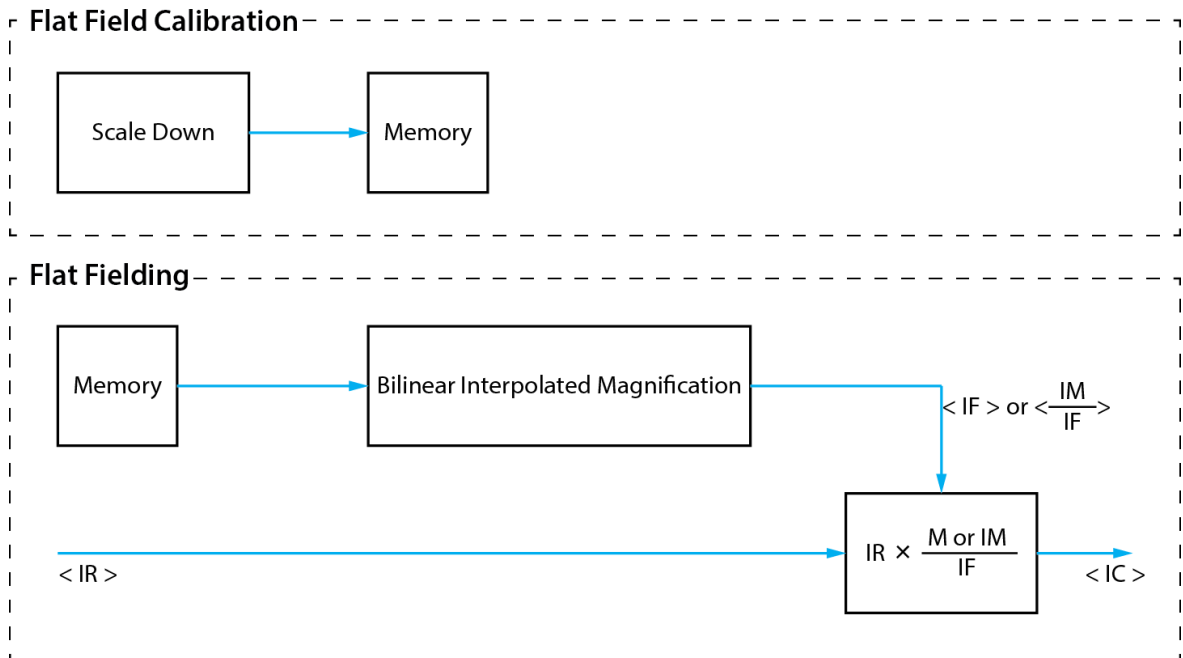 Flat Field Calibration
Scale Down
Memory
Flat Fielding
Memory
Bilinear Interpolated Magnification
< IF > or < IM / IF >
IR × M or IM / IF
< IR >
< IC >